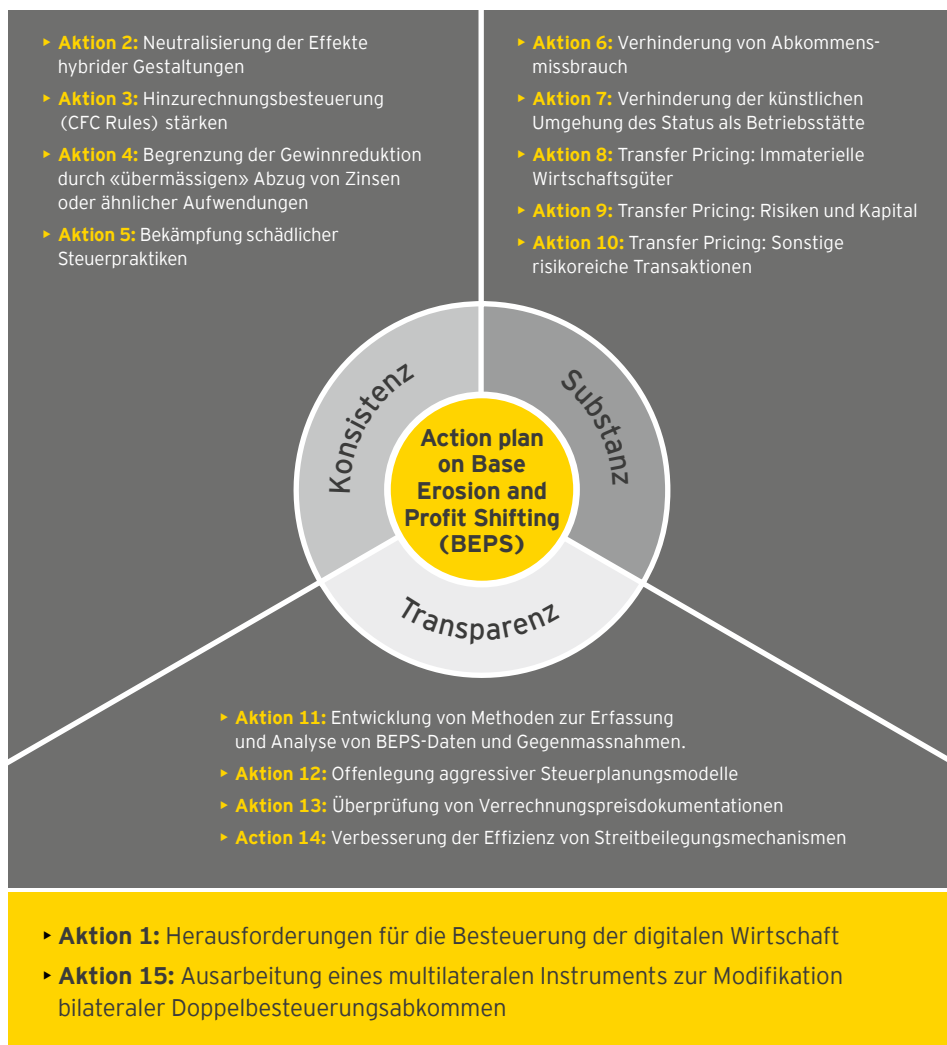 ▸ Aktion 2: Neutralisierung der Effekte
hybrider Gestaltungen
▸ Aktion 3: Hinzurechnungsbesteuerung
(CFC Rules) stärken
▸ Aktion 4: Begrenzung der Gewinnreduktion
durch «übermässigen» Abzug von Zinsen
oder ähnlicher Aufwendungen
▸ Aktion 5: Bekämpfung schädlicher
Steuerpraktiken
▸ Aktion 6: Verhinderung von Abkommens-
missbrauch
▸ Aktion 7: Verhinderung der künstlichen
Umgehung des Status als Betriebsstätte
▸ Aktion 8: Transfer Pricing: Immaterielle
Wirtschaftsgüter
▸ Aktion 9: Transfer Pricing: Risiken und Kapital
▸ Aktion 10: Transfer Pricing: Sonstige
risikoreiche Transaktionen
Konsistenz
Substanz
Action plan
on Base
Erosion and
Profit Shifting
(BEPS)
Transparenz
▸ Aktion 11: Entwicklung von Methoden zur Erfassung
und Analyse von BEPS-Daten und Gegenmassnahmen.
▸ Aktion 12: Offenlegung aggressiver Steuerplanungsmodelle
▸ Aktion 13: Überprüfung von Verrechnungspreisdokumentationen
▸ Action 14: Verbesserung der Effizienz von Streitbeilegungsmechanismen
▸ Aktion 1: Herausforderungen für die Besteuerung der digitalen Wirtschaft
▸ Aktion 15: Ausarbeitung eines multilateralen Instruments zur Modifikation
bilateraler Doppelbesteuerungsabkommen